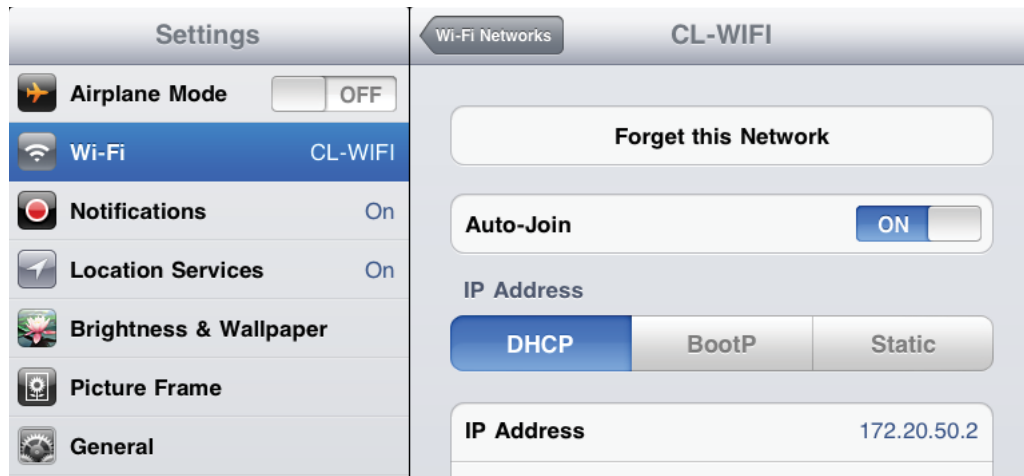 Settings
Airplane Mode OFF
Wi-Fi CL-WIFI
Notifications On
Location Services On
Brightness & Wallpaper
Picture Frame
General
Wi-Fi Networks CL-WIFI
Forget this Network
Auto-Join ON
IP Address
DHCP BootP Static
IP Address 172.20.50.2